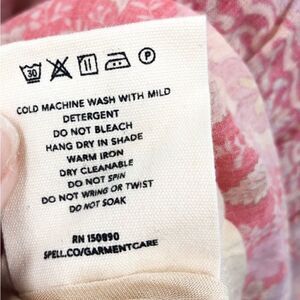 30 P
COLD MACHINE WASH WITH MILD
DETERGENT
DO NOT BLEACH
HANG DRY IN SHADE
WARM IRON
DRY CLEANABLE
DO NOT SPIN
DO NOT WRING OR TWIST
DO NOT SOAK
RN 150890
SPELL.CO/GARMENTCARE